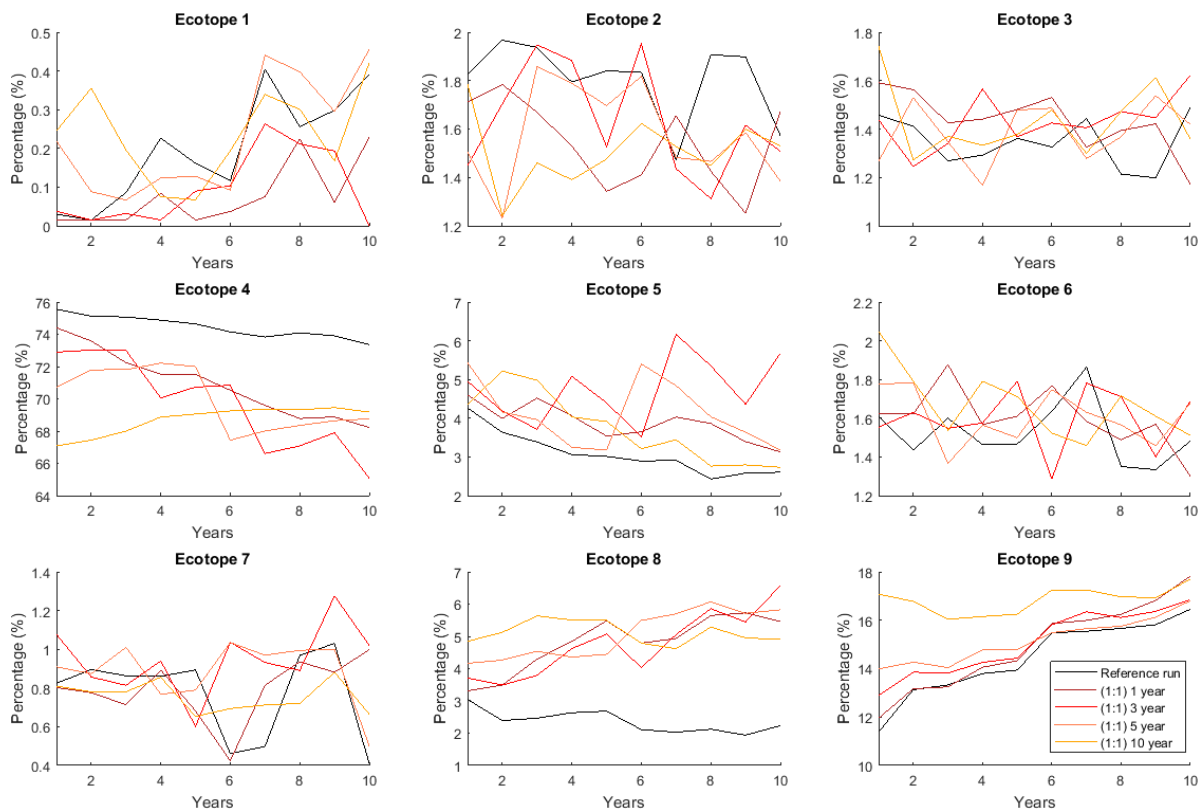 Ecotope 1
Percentage (%)
0.5
0.4
0.3
0.2
0.1
0
2 4 6 8 10
Years
Ecotope 2
Percentage (%)
2
1.8
1.6
1.4
1.2
2 4 6 8 10
Years
Ecotope 3
Percentage (%)
1.8
1.6
1.4
1.2
1
2 4 6 8 10
Years
Ecotope 4
Percentage (%)
76
74
72
70
68
66
64
2 4 6 8 10
Years
Ecotope 5
Percentage (%)
7
6
5
4
3
2
2 4 6 8 10
Years
Ecotope 6
Percentage (%)
2.2
2
1.8
1.6
1.4
1.2
2 4 6 8 10
Years
Ecotope 7
Percentage (%)
1.4
1.2
1
0.8
0.6
0.4
2 4 6 8 10
Years
Ecotope 8
Percentage (%)
7
6
5
4
3
2
1
2 4 6 8 10
Years
Ecotope 9
Percentage (%)
18
16
14
12
10
Reference run
(1:1) 1 year
(1:1) 3 year
(1:1) 5 year
(1:1) 10 year
2 4 6 8 10
Years